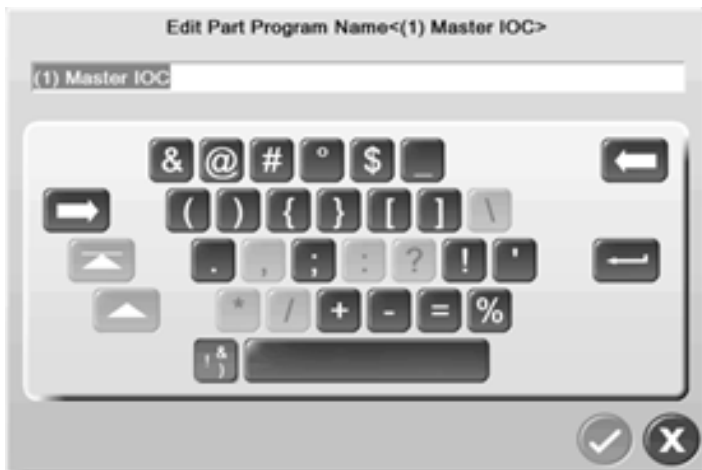 Edit Part Program Name<(1) Master IOC>
(1) Master IOC
& @ # ° $ _
( ) { } [ ] \
. , ; : ? ! '
* / + - = %
! & )